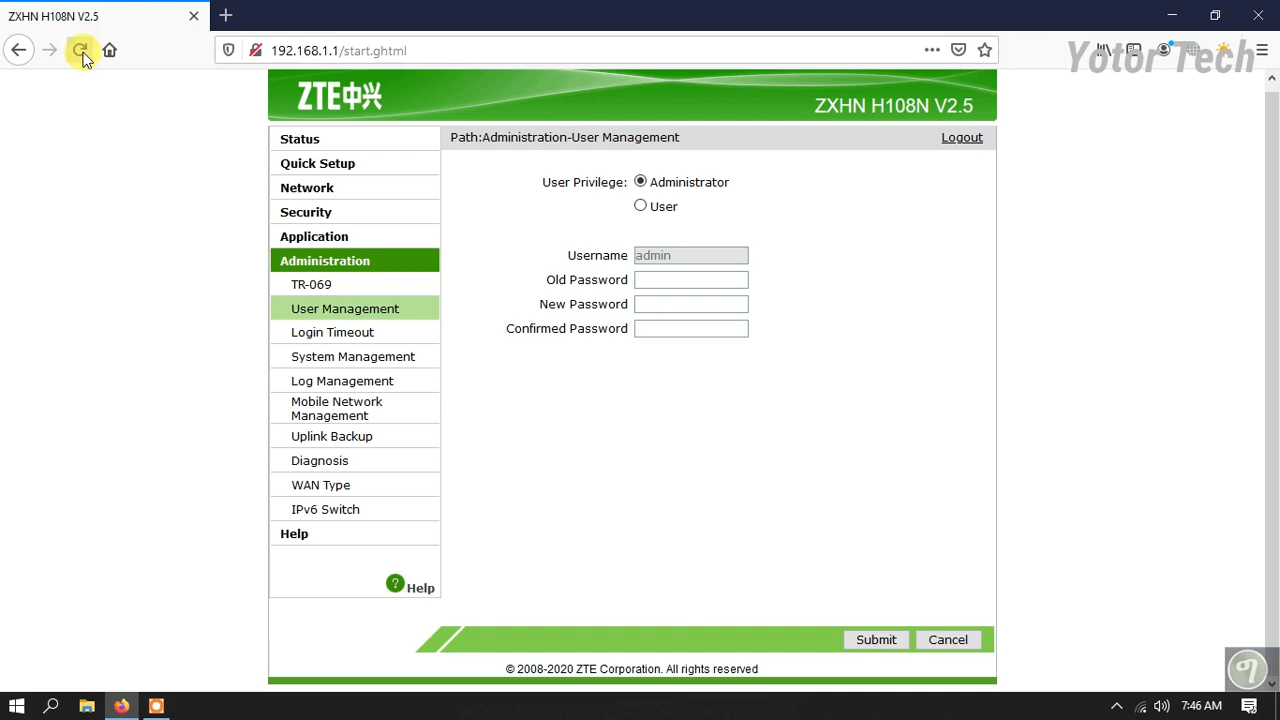 ZXHN H108N V2.5
192.168.1.1/start.ghtml
Yotor Tech
ZTE中兴
ZXHN H108N V2.5
Status
Quick Setup
Network
Security
Application
Administration
TR-069
User Management
Login Timeout
System Management
Log Management
Mobile Network
Management
Uplink Backup
Diagnosis
WAN Type
IPv6 Switch
Help
? Help
Path:Administration-User Management
Logout
User Privilege: Administrator
User
Username admin
Old Password
New Password
Confirmed Password
Submit Cancel
© 2008-2020 ZTE Corporation. All rights reserved
7:46 AM